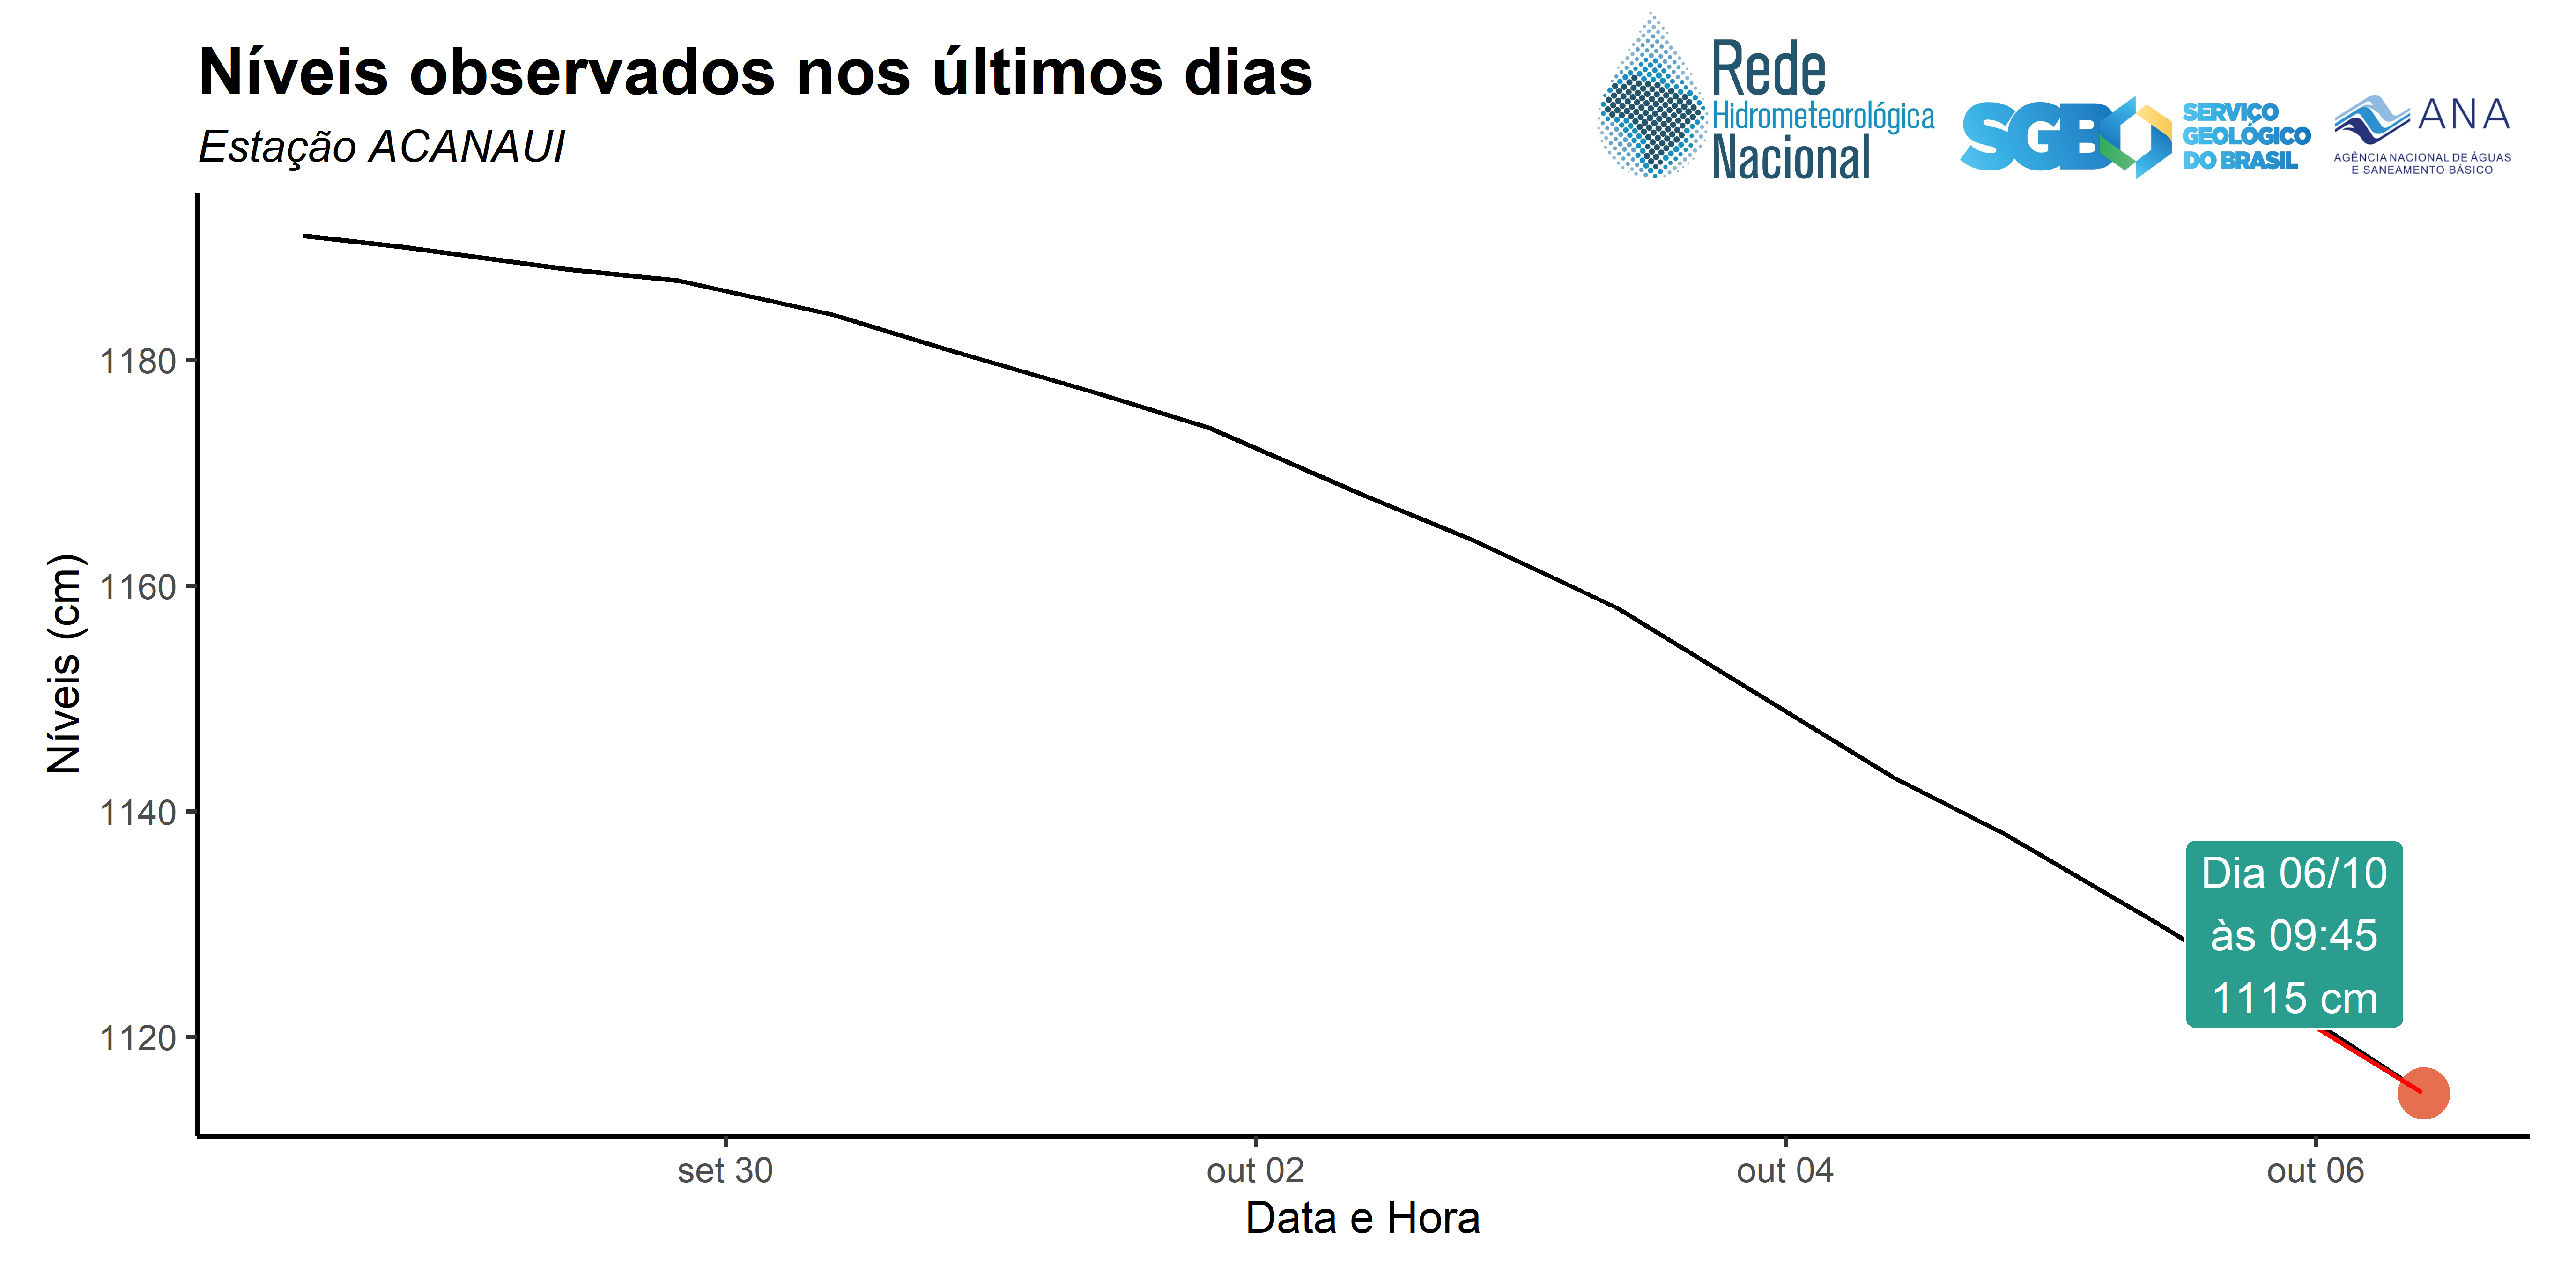 Níveis observados nos últimos dias
Estação ACANAUI
Rede
Hidrometeorológica
Nacional
SGB
SERVIÇO
GEOLÓGICO
DO BRASIL
ANA
AGÊNCIA NACIONAL DE ÁGUAS
E SANEAMENTO BÁSICO
Níveis (cm)
1180
1160
1140
1120
Dia 06/10
às 09:45
1115 cm
set 30
out 02
out 04
out 06
Data e Hora